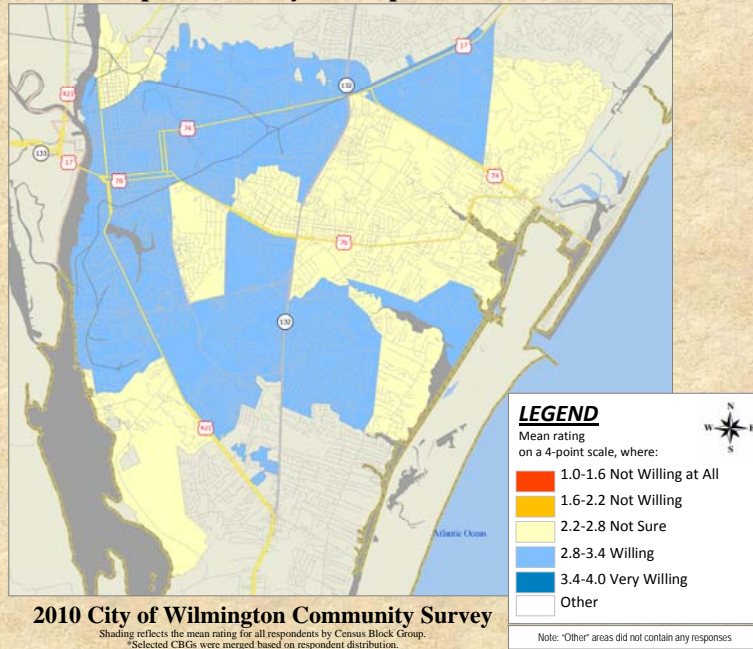 17
132
421
74
133
17
76
74
76
132
421
Atlantic Ocean
LEGEND
N
W E
S
Mean rating
on a 4-point scale, where:
1.0-1.6 Not Willing at All
1.6-2.2 Not Willing
2.2-2.8 Not Sure
2.8-3.4 Willing
3.4-4.0 Very Willing
Other
2010 City of Wilmington Community Survey
Shading reflects the mean rating for all respondents by Census Block Group.
*Selected CBGs were merged based on respondent distribution.
Note: "Other" areas did not contain any responses